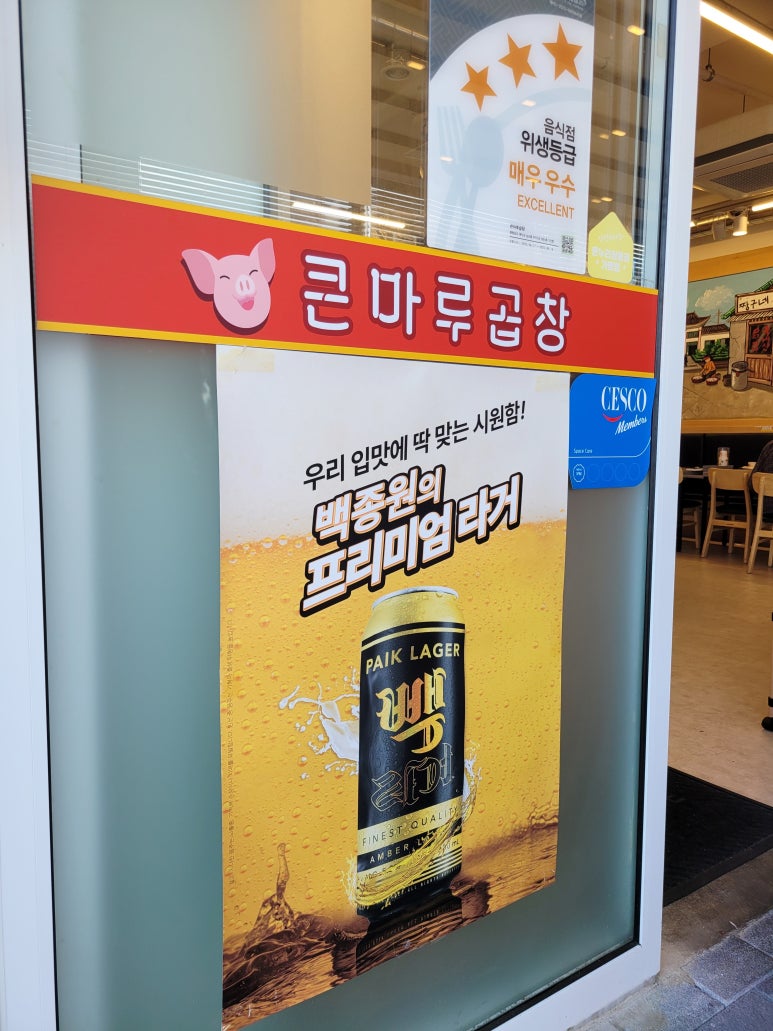 음식점
위생등급
매우 우수
EXCELLENT
큰마루곱창
CESCO
Members
우리 입맛에 딱 맞는 시원함!
백종원의
프리미엄 라거
PAIK LAGER
빽
라거
FINEST QUALITY
AMBER